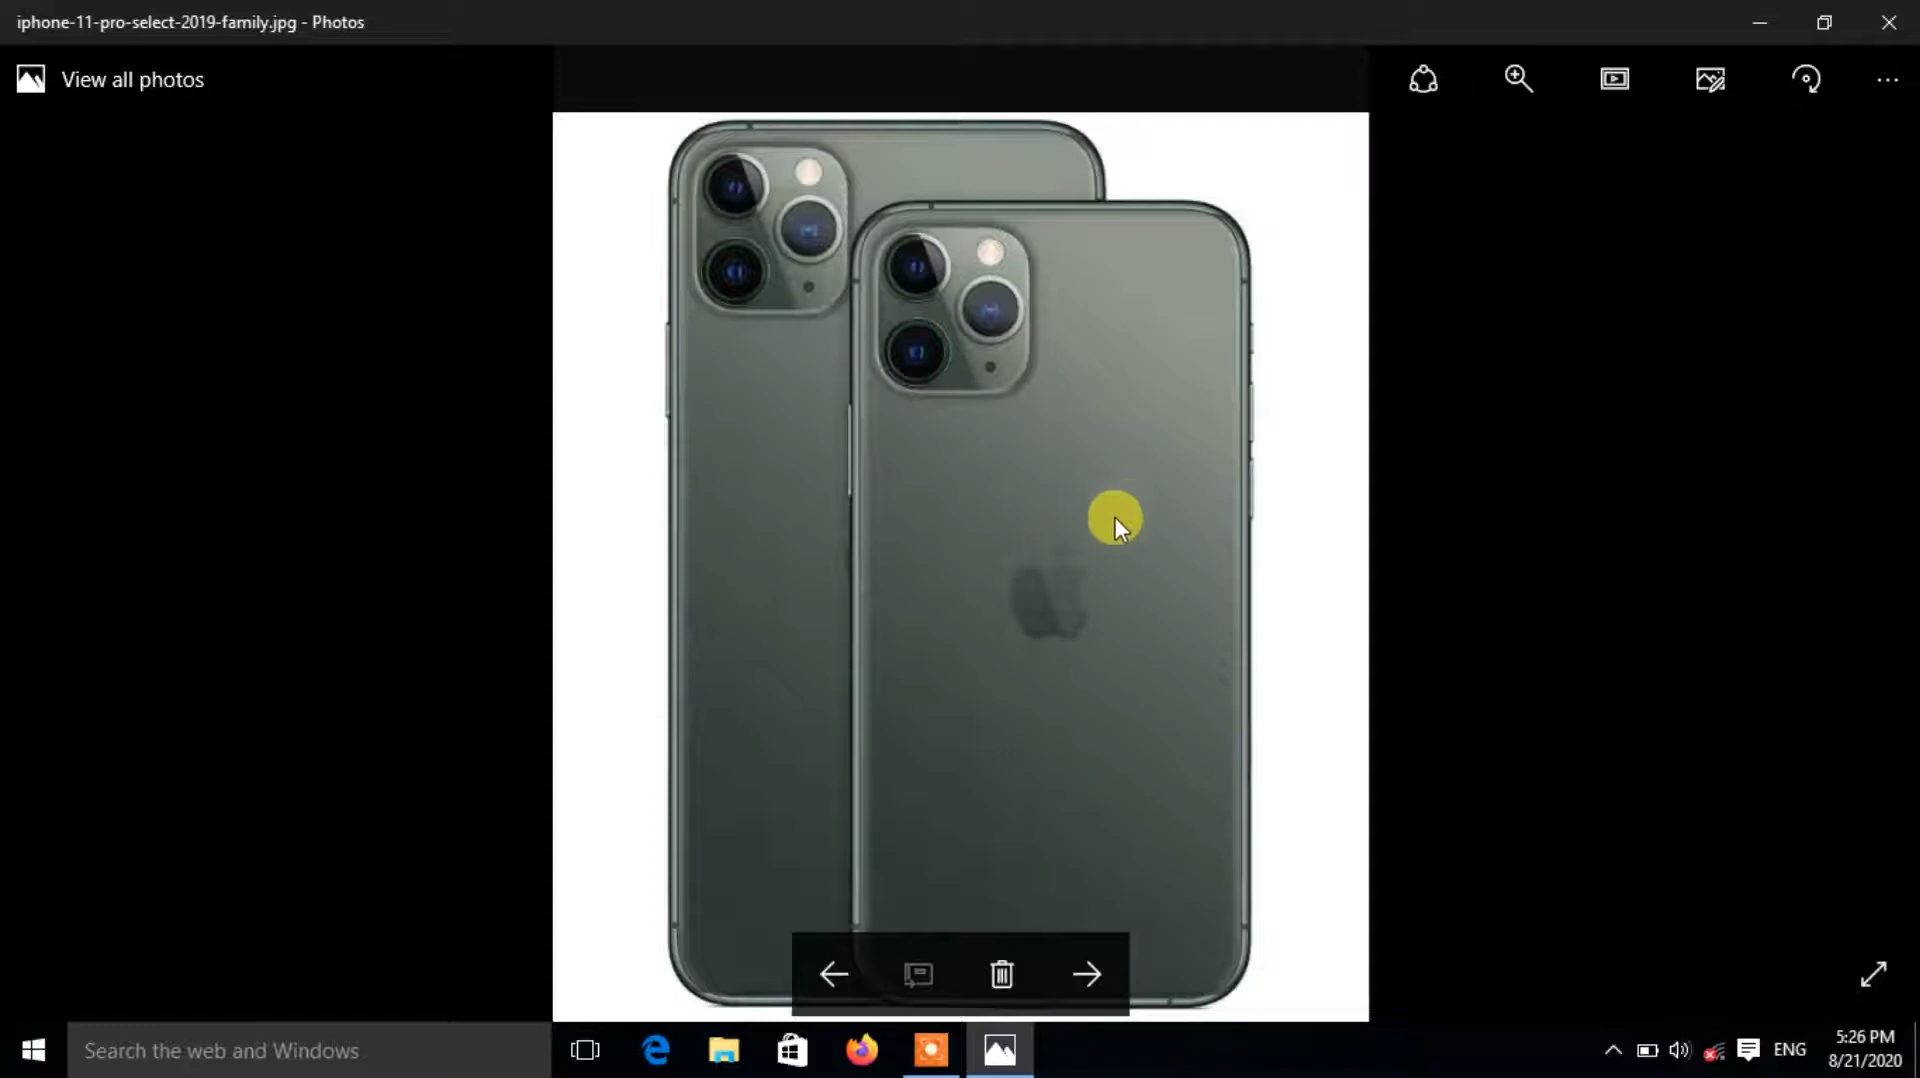 iphone-11-pro-select-2019-family.jpg - Photos
View all photos
Search the web and Windows
ENG
5:26 PM
8/21/2020